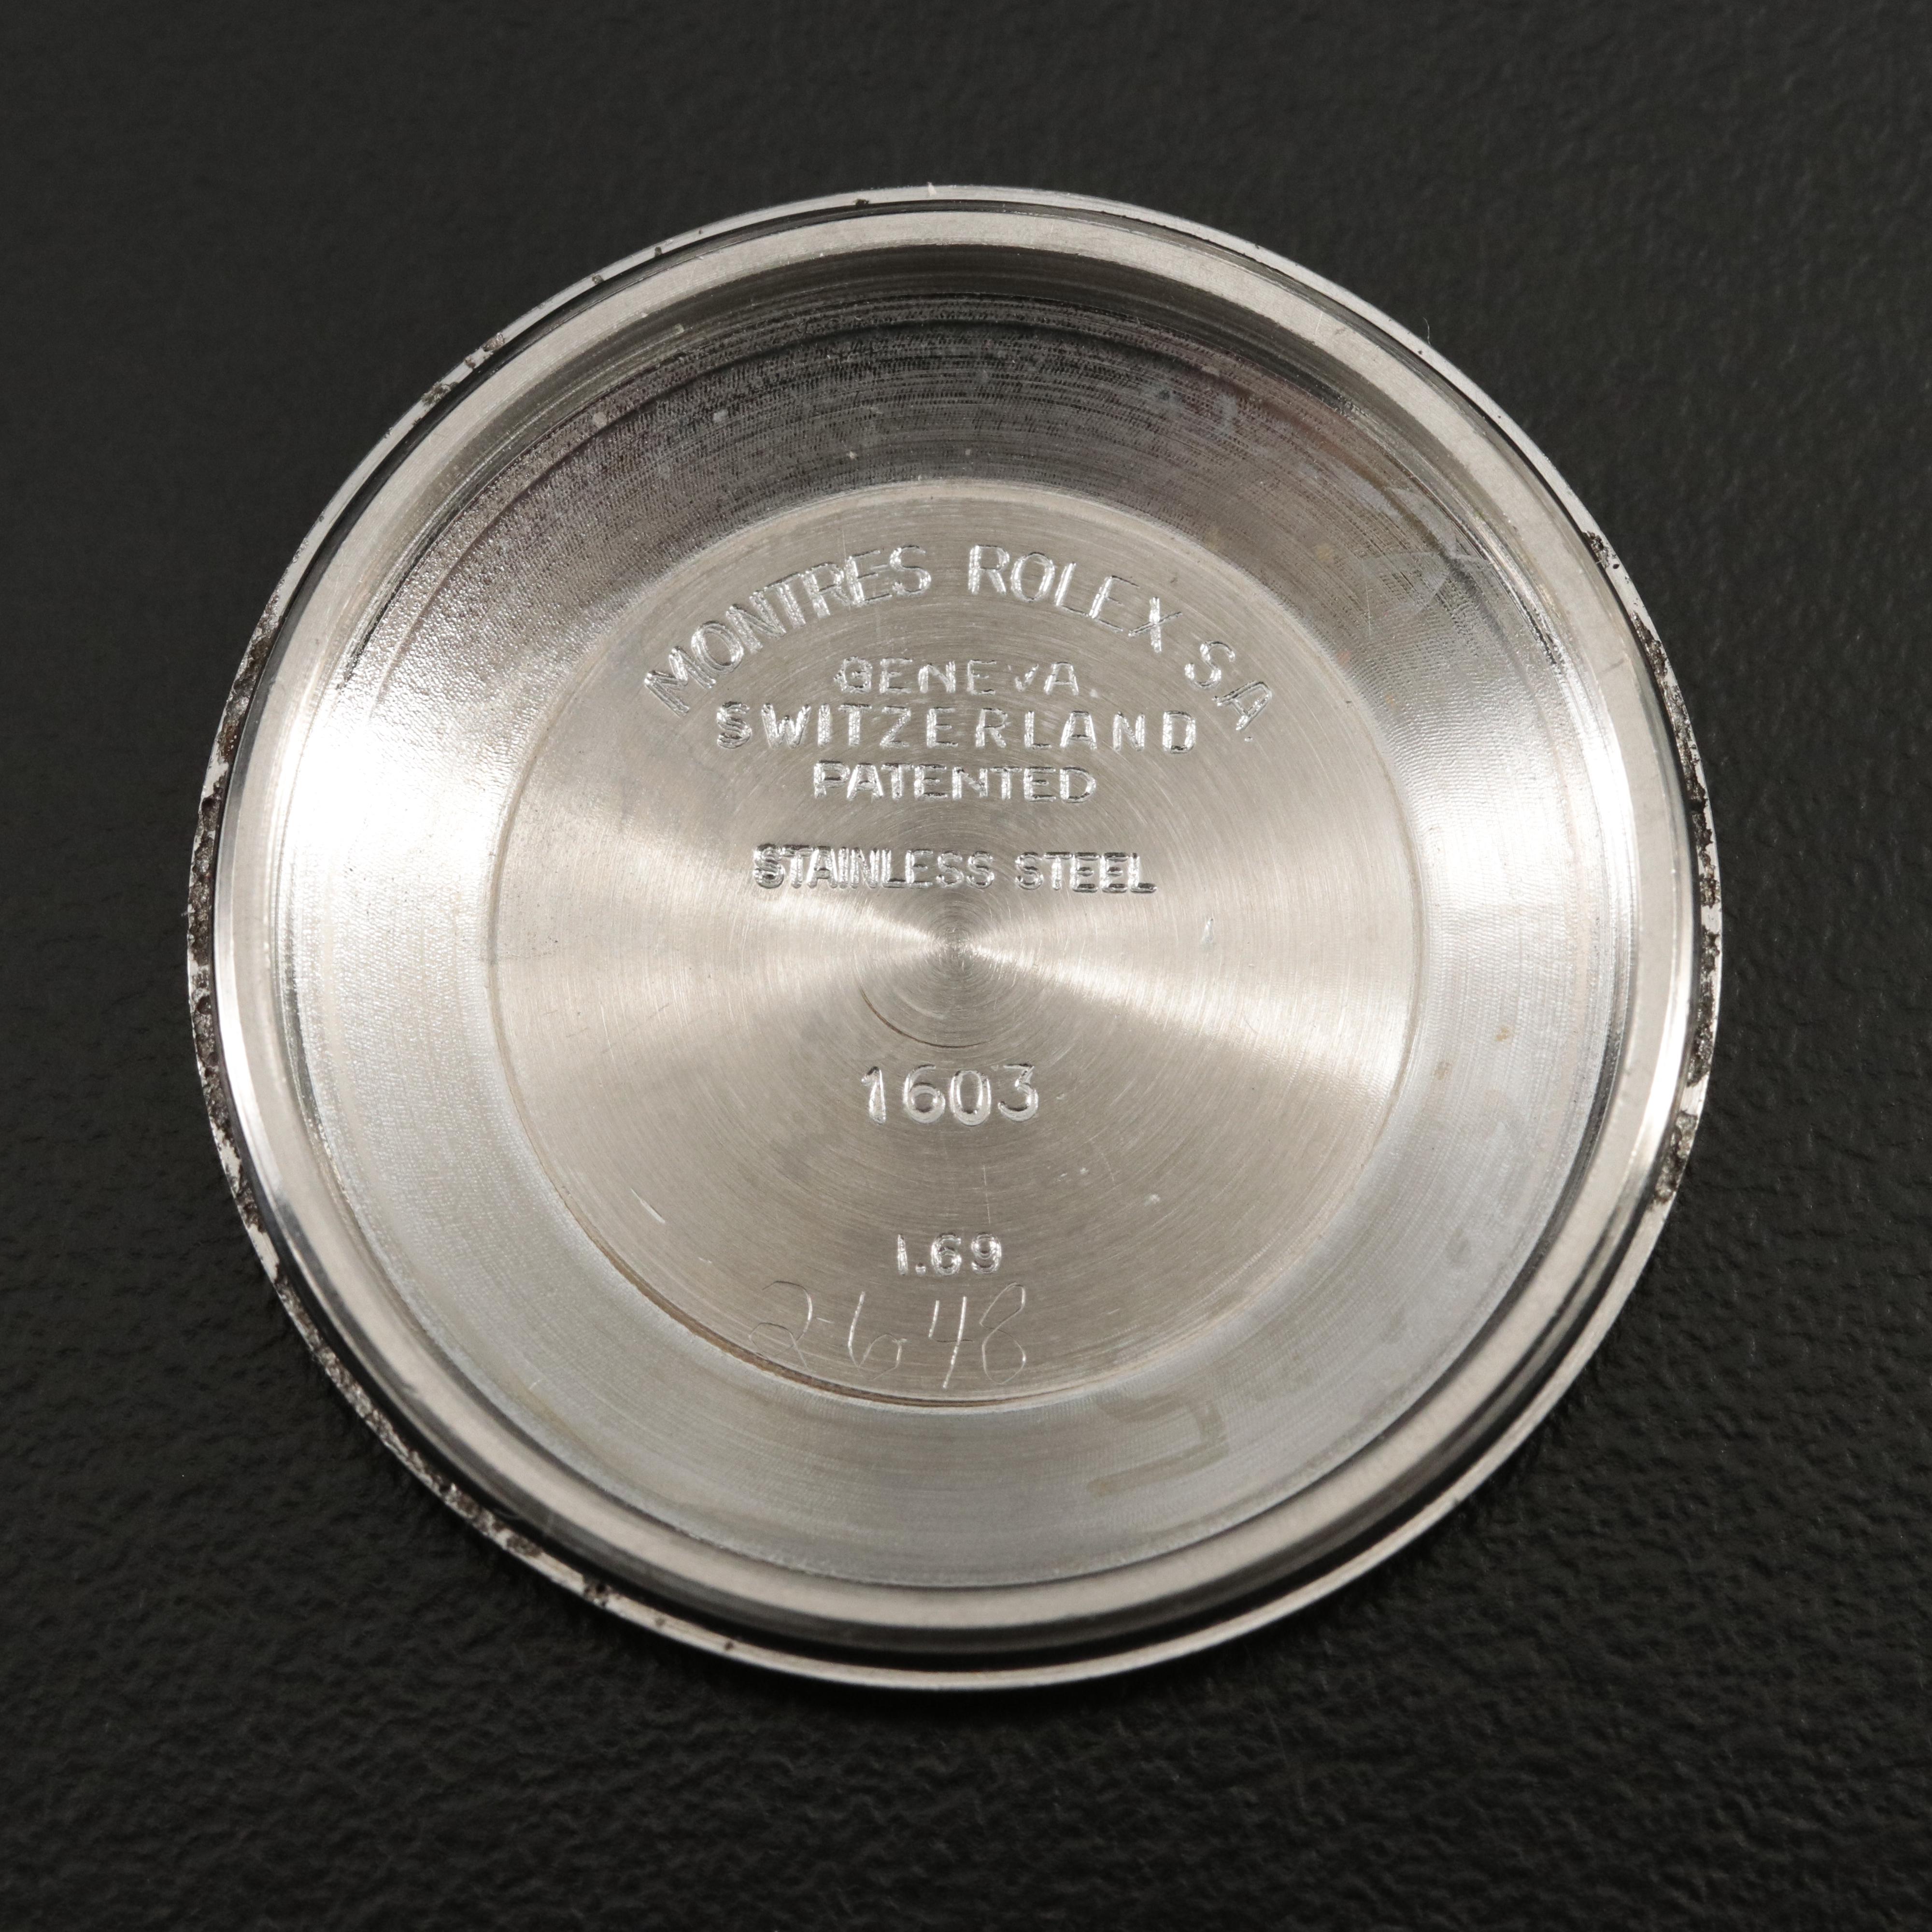 MONTRES ROLEX S.A.
GENEVA.
SWITZERLAND
PATENTED
STAINLESS STEEL
1603
I.69
2648